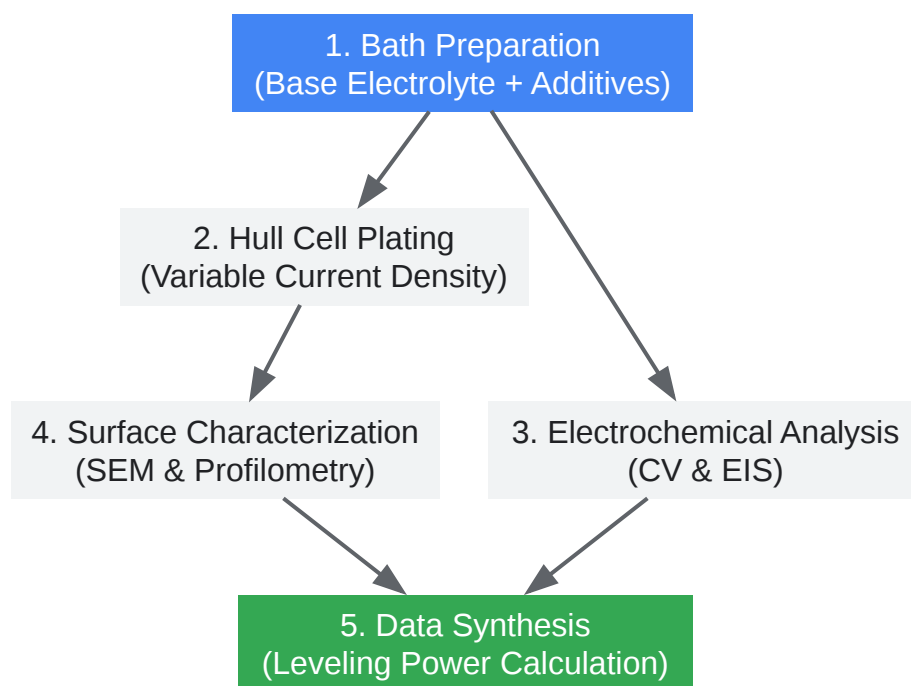 1. Bath Preparation
(Base Electrolyte + Additives)
2. Hull Cell Plating
(Variable Current Density)
4. Surface Characterization
(SEM & Profilometry)
3. Electrochemical Analysis
(CV & EIS)
5. Data Synthesis
(Leveling Power Calculation)